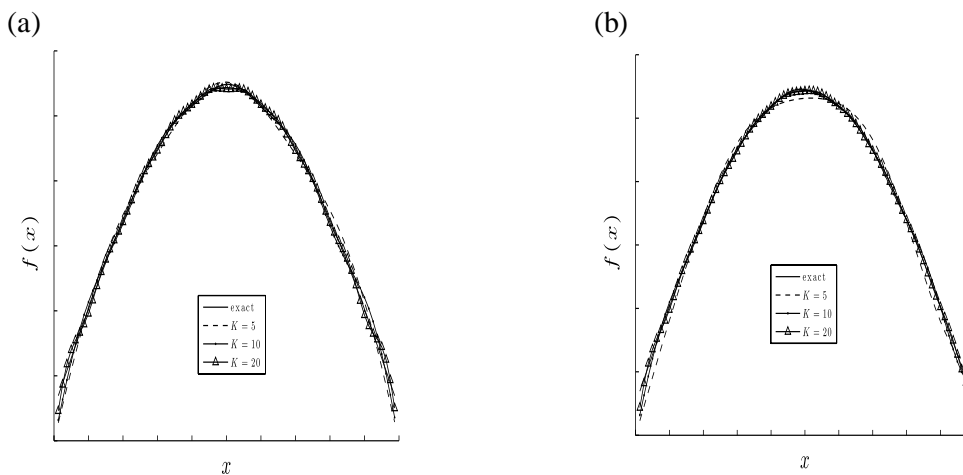 (a)
(b)
f(x)
exact
K = 5
K = 10
K = 20
x
f(x)
exact
K = 5
K = 10
K = 20
x